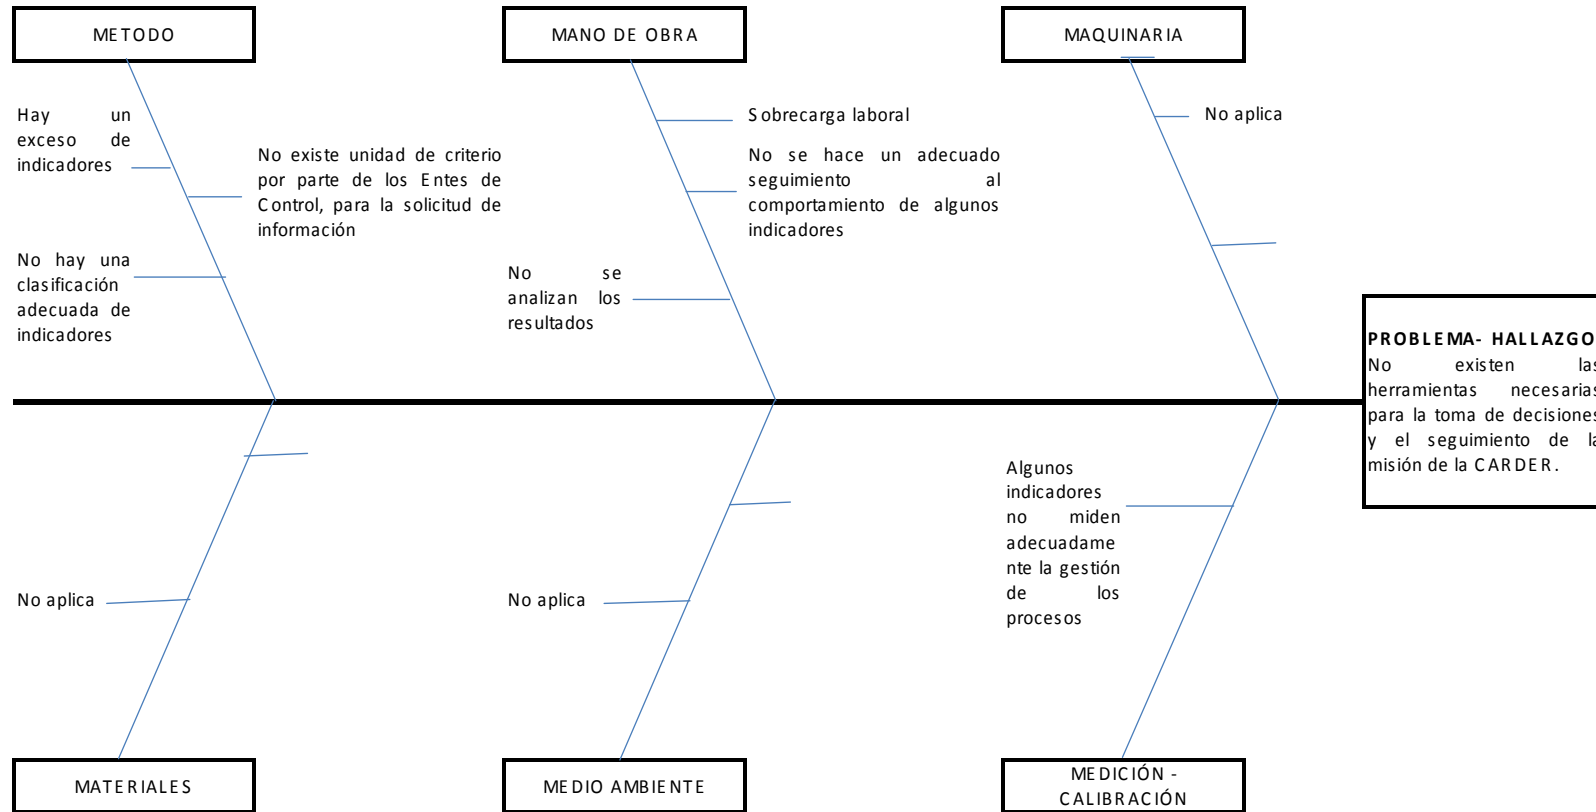 METODO
MANO DE OBRA
MAQUINARIA
Hay un
exceso de
indicadores
No existe unidad de criterio
por parte de los Entes de
Control, para la solicitud de
información
No hay una
clasificación
adecuada de
indicadores
Sobrecarga laboral
No se hace un adecuado
seguimiento al
comportamiento de algunos
indicadores
No se
analizan los
resultados
No aplica
PROBLEMA- HALLAZGO
No existen las
herramientas necesarias
para la toma de decisiones
y el seguimiento de la
misión de la CARDER.
No aplica
No aplica
Algunos
indicadores
no miden
adecuadame
nte la gestión
de los
procesos
MATERIALES
MEDIO AMBIENTE
MEDICIÓN -
CALIBRACIÓN